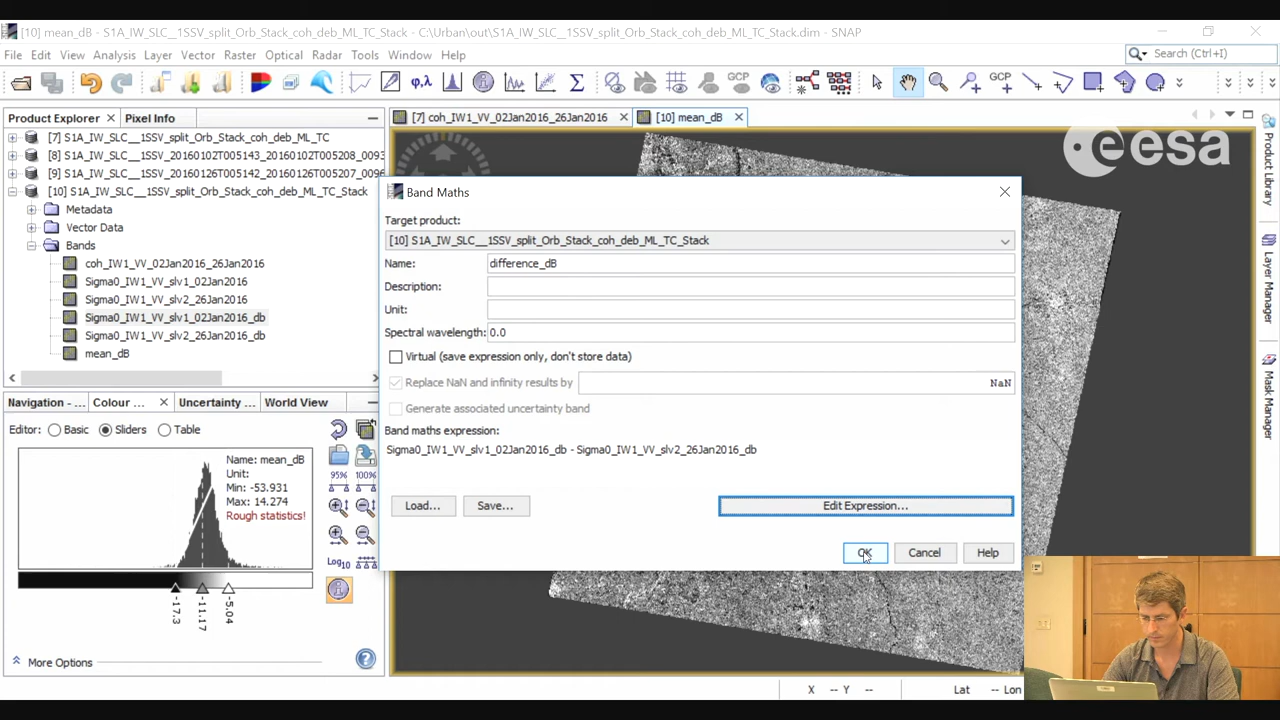 [10] mean_dB - S1A_IW_SLC__1SSV_split_Orb_Stack_coh_deb_ML_TC_Stack - C:\Urban\out\S1A_IW_SLC__1SSV_split_Orb_Stack_coh_deb_ML_TC_Stack.dim - SNAP
File Edit View Analysis Layer Vector Raster Optical Radar Tools Window Help
Search (Ctrl+I)
φ,λ Σ GCP GCP
Product Explorer Pixel Info
[7] coh_IW1_VV_02Jan2016_26Jan2016 [10] mean_dB
[7] S1A_IW_SLC__1SSV_split_Orb_Stack_coh_deb_ML_TC
[8] S1A_IW_SLC__1SSV_20160102T005143_20160102T005208_0093
[9] S1A_IW_SLC__1SSV_20160126T005142_20160126T005207_0096
[10] S1A_IW_SLC__1SSV_split_Orb_Stack_coh_deb_ML_TC_Stack
Metadata
Vector Data
Bands
coh_IW1_VV_02Jan2016_26Jan2016
Sigma0_IW1_VV_slv1_02Jan2016
Sigma0_IW1_VV_slv2_26Jan2016
Sigma0_IW1_VV_slv1_02Jan2016_db
Sigma0_IW1_VV_slv2_26Jan2016_db
mean_dB
esa
Product Library
Layer Manager
Mask Manager
Band Maths
Target product:
[10] S1A_IW_SLC__1SSV_split_Orb_Stack_coh_deb_ML_TC_Stack
Name: difference_dB
Description:
Unit:
Spectral wavelength: 0.0
Virtual (save expression only, don't store data)
Replace NaN and infinity results by NaN
Generate associated uncertainty band
Band maths expression:
Sigma0_IW1_VV_slv1_02Jan2016_db - Sigma0_IW1_VV_slv2_26Jan2016_db
Load... Save... Edit Expression...
OK Cancel Help
Navigation - ... Colour ... Uncertainty ... World View
Editor: Basic Sliders Table
Name: mean_dB
Unit:
Min: -53.931
Max: 14.274
Rough statistics!
95% 100%
Log10
-17.3 -11.17 -5.04
More Options
X -- Y -- Lat -- Lon